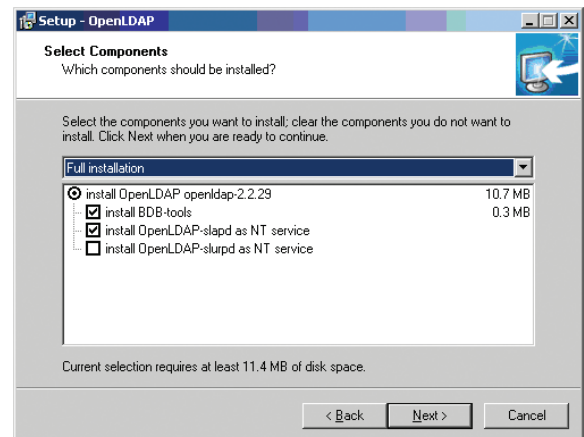 Setup - OpenLDAP
Select Components
Which components should be installed?
Select the components you want to install; clear the components you do not want to
install. Click Next when you are ready to continue.
Full installation
install OpenLDAP openldap-2.2.29 10.7 MB
install BDB-tools 0.3 MB
install OpenLDAP-slapd as NT service
install OpenLDAP-slurpd as NT service
Current selection requires at least 11.4 MB of disk space.
< Back Next > Cancel